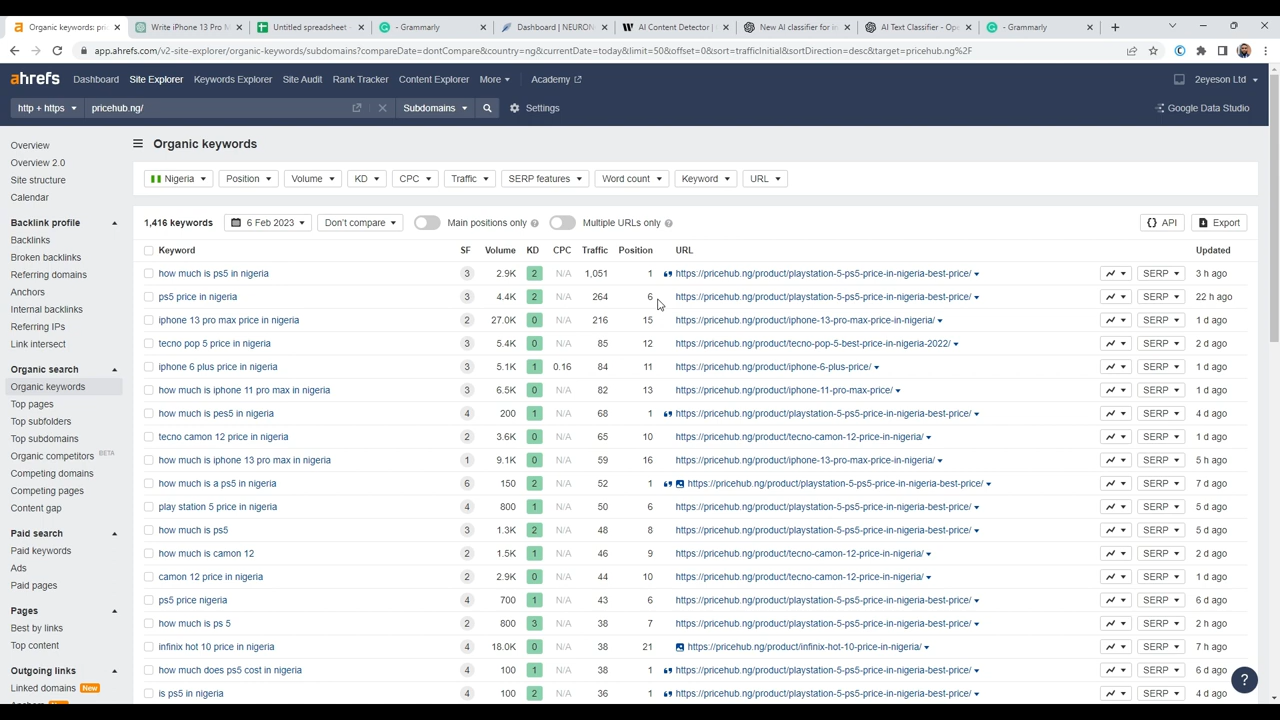 Organic keywords: pri
Write iPhone 13 Pro M
Untitled spreadsheet
- Grammarly
Dashboard | NEURON
AI Content Detector |
New AI classifier for in
AI Text Classifier - Ope
- Grammarly
app.ahrefs.com/v2-site-explorer/organic-keywords/subdomains?compareDate=dontCompare&country=ng&currentDate=today&limit=50&offset=0&sort=trafficInitial&sortDirection=desc&target=pricehub.ng%2F
ahrefs Dashboard Site Explorer Keywords Explorer Site Audit Rank Tracker Content Explorer More Academy 2eyeson Ltd
http + https pricehub.ng/ Subdomains Settings Google Data Studio
Overview
Overview 2.0
Site structure
Calendar
Backlink profile
Backlinks
Broken backlinks
Referring domains
Anchors
Internal backlinks
Referring IPs
Link intersect
Organic search
Organic keywords
Top pages
Top subfolders
Top subdomains
Organic competitors BETA
Competing domains
Competing pages
Content gap
Paid search
Paid keywords
Ads
Paid pages
Pages
Best by links
Top content
Outgoing links
Linked domains New
Organic keywords
Nigeria Position Volume KD CPC Traffic SERP features Word count Keyword URL
1,416 keywords 6 Feb 2023 Don't compare Main positions only Multiple URLs only API Export
Keyword SF Volume KD CPC Traffic Position URL Updated
how much is ps5 in nigeria 3 2.9K 2 N/A 1,051 1 https://pricehub.ng/product/playstation-5-ps5-price-in-nigeria-best-price/ SERP 3 h ago
ps5 price in nigeria 3 4.4K 2 N/A 264 6 https://pricehub.ng/product/playstation-5-ps5-price-in-nigeria-best-price/ SERP 22 h ago
iphone 13 pro max price in nigeria 2 27.0K 0 N/A 216 15 https://pricehub.ng/product/iphone-13-pro-max-price-in-nigeria/ SERP 1 d ago
tecno pop 5 price in nigeria 3 5.4K 0 N/A 85 12 https://pricehub.ng/product/tecno-pop-5-best-price-in-nigeria-2022/ SERP 2 d ago
iphone 6 plus price in nigeria 3 5.1K 1 0.16 84 11 https://pricehub.ng/product/iphone-6-plus-price/ SERP 1 d ago
how much is iphone 11 pro max in nigeria 3 6.5K 0 N/A 82 13 https://pricehub.ng/product/iphone-11-pro-max-price/ SERP 1 d ago
how much is pes5 in nigeria 4 200 1 N/A 68 1 https://pricehub.ng/product/playstation-5-ps5-price-in-nigeria-best-price/ SERP 4 d ago
tecno camon 12 price in nigeria 2 3.6K 0 N/A 65 10 https://pricehub.ng/product/tecno-camon-12-price-in-nigeria/ SERP 1 d ago
how much is iphone 13 pro max in nigeria 1 9.1K 0 N/A 59 16 https://pricehub.ng/product/iphone-13-pro-max-price-in-nigeria/ SERP 5 h ago
how much is a ps5 in nigeria 6 150 2 N/A 52 1 https://pricehub.ng/product/playstation-5-ps5-price-in-nigeria-best-price/ SERP 7 d ago
play station 5 price in nigeria 4 800 1 N/A 50 6 https://pricehub.ng/product/playstation-5-ps5-price-in-nigeria-best-price/ SERP 5 d ago
how much is ps5 3 1.3K 2 N/A 48 8 https://pricehub.ng/product/playstation-5-ps5-price-in-nigeria-best-price/ SERP 5 d ago
how much is camon 12 2 1.5K 1 N/A 46 9 https://pricehub.ng/product/tecno-camon-12-price-in-nigeria/ SERP 2 d ago
camon 12 price in nigeria 2 2.9K 0 N/A 44 10 https://pricehub.ng/product/tecno-camon-12-price-in-nigeria/ SERP 1 d ago
ps5 price nigeria 4 700 1 N/A 43 6 https://pricehub.ng/product/playstation-5-ps5-price-in-nigeria-best-price/ SERP 6 d ago
how much is ps 5 2 800 3 N/A 38 7 https://pricehub.ng/product/playstation-5-ps5-price-in-nigeria-best-price/ SERP 2 h ago
infinix hot 10 price in nigeria 4 18.0K 0 N/A 38 21 https://pricehub.ng/product/infinix-hot-10-price-in-nigeria/ SERP 7 h ago
how much does ps5 cost in nigeria 4 100 1 N/A 38 1 https://pricehub.ng/product/playstation-5-ps5-price-in-nigeria-best-price/ SERP 6 d ago
is ps5 in nigeria 4 100 2 N/A 36 1 https://pricehub.ng/product/playstation-5-ps5-price-in-nigeria-best-price/ SERP 4 d ago